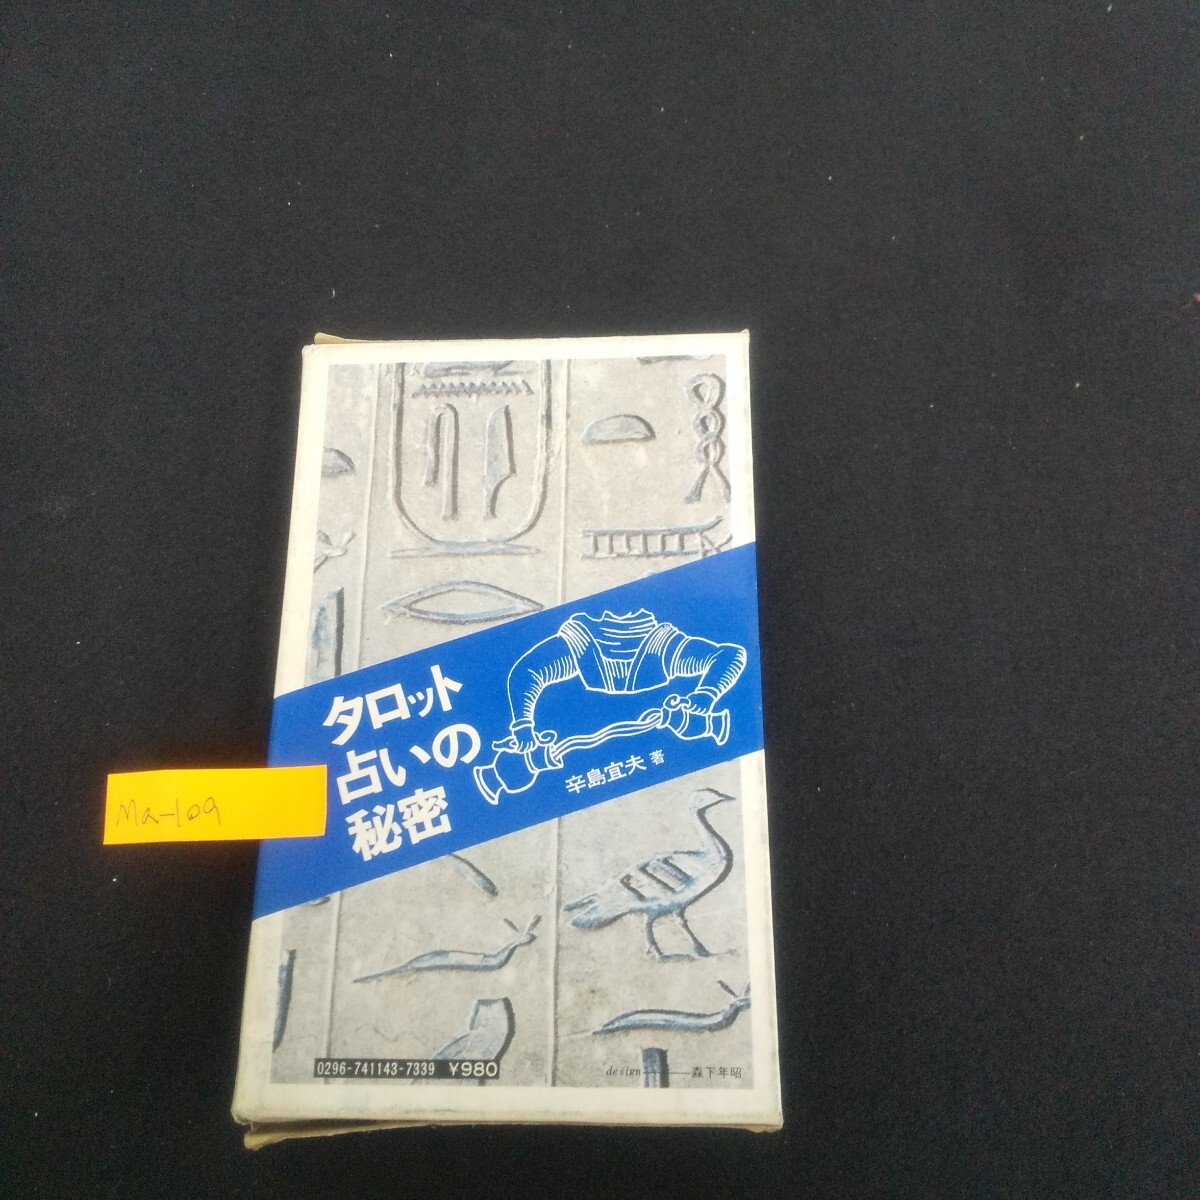 タロット
占いの
秘密
辛島宜夫 著
Ma-109
0296-741143-7339 ¥980
design――森下年昭